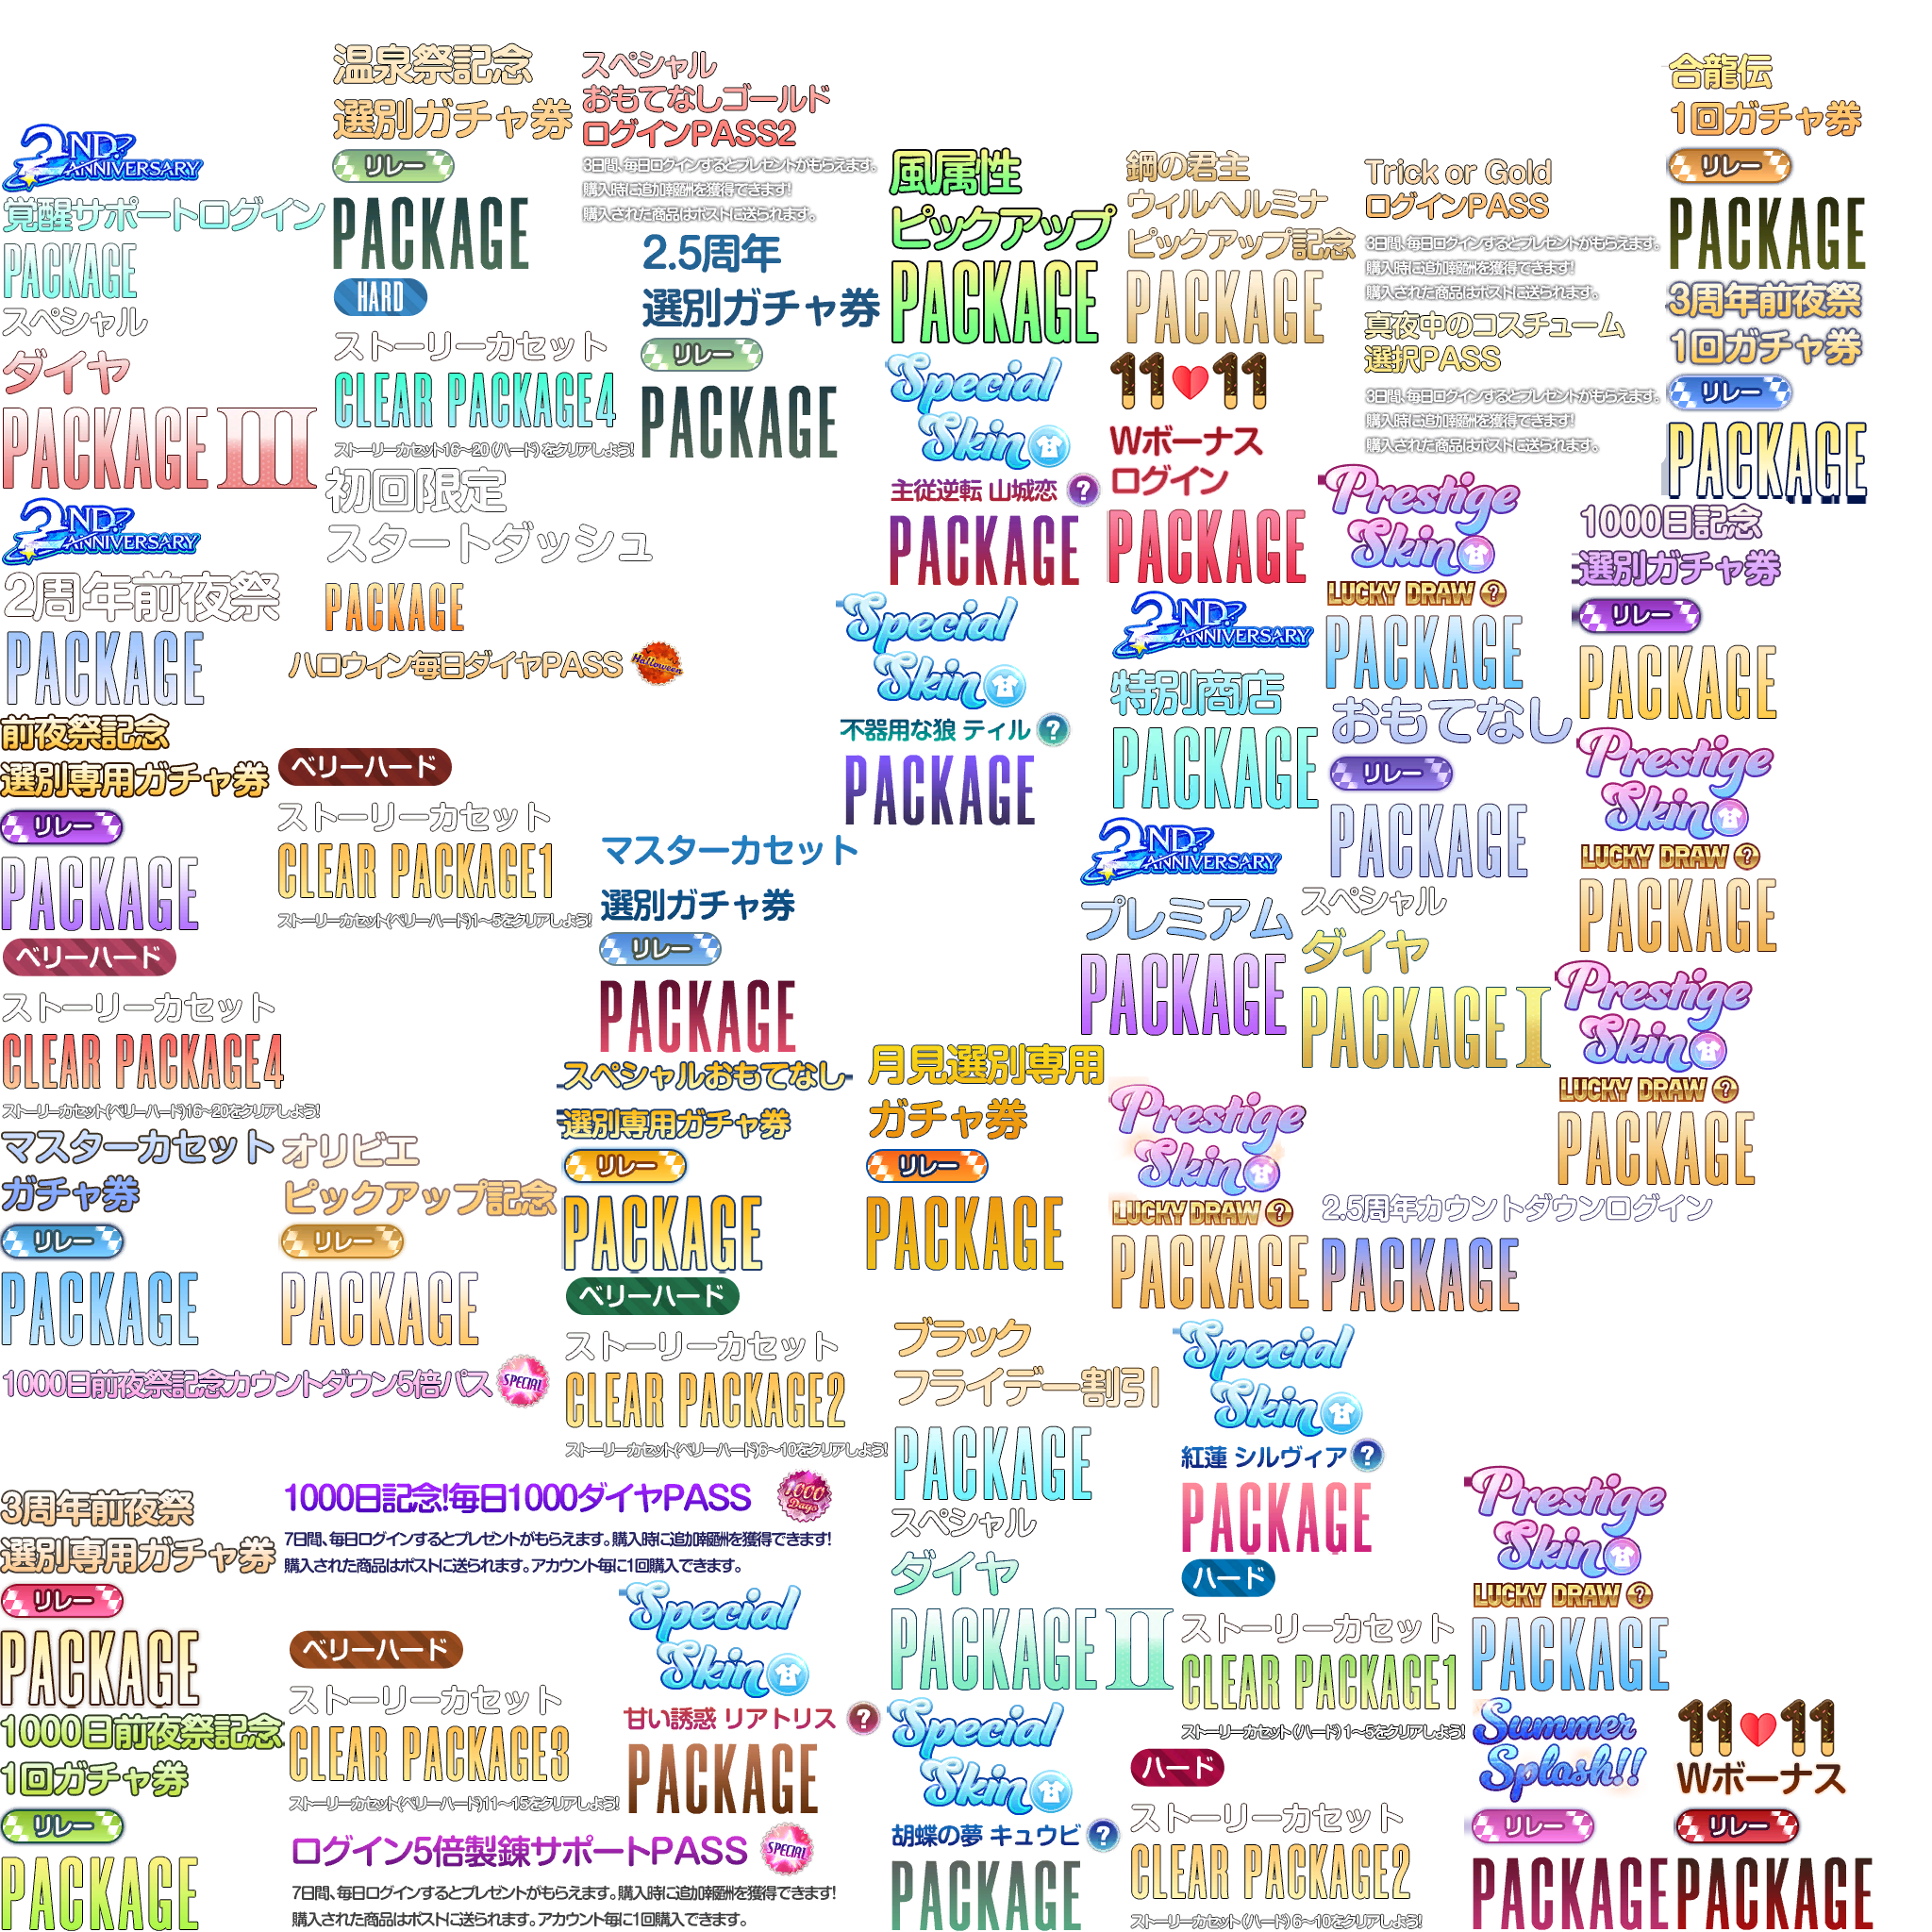 2ND!
ANNIVERSARY
覚醒サポートログイン
PACKAGE
スペシャル
ダイヤ
PACKAGE III
2ND!
ANNIVERSARY
2周年前夜祭
PACKAGE
前夜祭記念
選別専用ガチャ券
リレー
PACKAGE
ベリーハード
ストーリーカセット
CLEAR PACKAGE4
ストーリーカセット(ベリーハード)16~20をクリアしよう!
マスターカセット
ガチャ券
リレー
PACKAGE
オリビエ
ピックアップ記念
リレー
PACKAGE
1000日前夜祭記念カウントダウン5倍パス
SPECIAL
3周年前夜祭
選別専用ガチャ券
リレー
PACKAGE
1000日前夜祭記念
1回ガチャ券
リレー
PACKAGE
温泉祭記念
選別ガチャ券
リレー
PACKAGE
HARD
ストーリーカセット
CLEAR PACKAGE4
ストーリーカセット16~20(ハード)をクリアしよう!
初回限定
スタートダッシュ
PACKAGE
ハロウィン毎日ダイヤPASS
Halloween
ベリーハード
ストーリーカセット
CLEAR PACKAGE1
ストーリーカセット(ベリーハード)1~5をクリアしよう!
1000日記念!毎日1000ダイヤPASS
1000
Days
7日間、毎日ログインするとプレゼントがもらえます。購入時に追加報酬を獲得できます!
購入された商品はポストに送られます。アカウント毎に1回購入できます。
ベリーハード
ストーリーカセット
CLEAR PACKAGE3
ストーリーカセット(ベリーハード)11~15をクリアしよう!
ログイン5倍製錬サポートPASS
SPECIAL
7日間、毎日ログインするとプレゼントがもらえます。購入時に追加報酬を獲得できます!
購入された商品はポストに送られます。アカウント毎に1回購入できます。
スペシャル
おもてなしゴールド
ログインPASS2
3日間、毎日ログインするとプレゼントがもらえます。
購入時に追加報酬を獲得できます!
購入された商品はポストに送られます。
2.5周年
選別ガチャ券
リレー
PACKAGE
マスターカセット
選別ガチャ券
リレー
PACKAGE
スペシャルおもてなし
選別専用ガチャ券
リレー
PACKAGE
ベリーハード
ストーリーカセット
CLEAR PACKAGE2
ストーリーカセット(ベリーハード)6~10をクリアしよう!
Special
Skin
甘い誘惑 リアトリス ?
PACKAGE
風属性
ピックアップ
PACKAGE
Special
Skin
主従逆転 山城恋 ?
PACKAGE
Special
Skin
不器用な狼 ティル ?
PACKAGE
月見選別専用
ガチャ券
リレー
PACKAGE
ブラック
フライデー割引
PACKAGE
スペシャル
ダイヤ
PACKAGE II
Special
Skin
胡蝶の夢 キュウビ ?
PACKAGE
鋼の君主
ウィルヘルミナ
ピックアップ記念
PACKAGE
11♥11
Wボーナス
ログイン
PACKAGE
2ND!
ANNIVERSARY
特別商店
PACKAGE
2ND!
ANNIVERSARY
プレミアム
PACKAGE
Prestige
Skin
LUCKY DRAW ?
PACKAGE
Special
Skin
紅蓮 シルヴィア ?
PACKAGE
ハード
ストーリーカセット
CLEAR PACKAGE1
ストーリーカセット(ハード)1~5をクリアしよう!
ハード
ストーリーカセット
CLEAR PACKAGE2
ストーリーカセット(ハード)6~10をクリアしよう!
Trick or Gold
ログインPASS
3日間、毎日ログインするとプレゼントがもらえます。
購入時に追加報酬を獲得できます!
購入された商品はポストに送られます。
真夜中のコスチューム
選択PASS
3日間、毎日ログインするとプレゼントがもらえます。
購入時に追加報酬を獲得できます!
購入された商品はポストに送られます。
Prestige
Skin
LUCKY DRAW ?
PACKAGE
おもてなし
リレー
PACKAGE
スペシャル
ダイヤ
PACKAGE I
2.5周年カウントダウンログイン
PACKAGE
合龍伝
1回ガチャ券
リレー
PACKAGE
3周年前夜祭
1回ガチャ券
リレー
PACKAGE
1000日記念
選別ガチャ券
リレー
PACKAGE
Prestige
Skin
LUCKY DRAW ?
PACKAGE
Prestige
Skin
LUCKY DRAW ?
PACKAGE
Prestige
Skin
LUCKY DRAW ?
PACKAGE
Summer
Splash!!
リレー
PACKAGE
11♥11
Wボーナス
リレー
PACKAGE